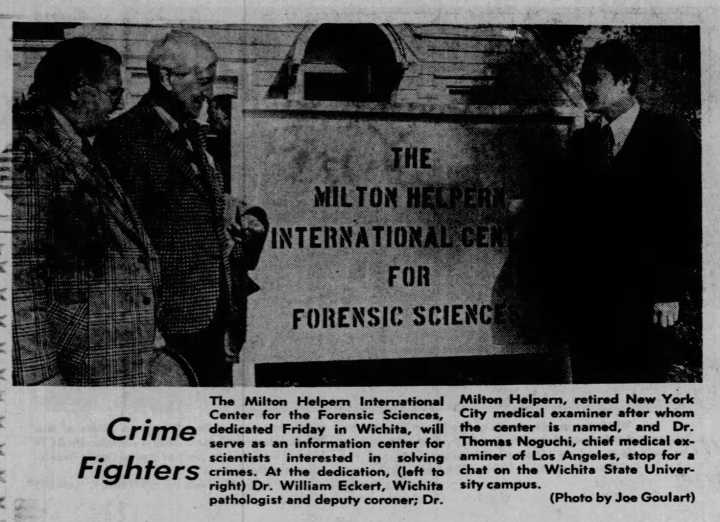 THE
MILTON HELPERN
INTERNATIONAL CEN
FOR
FORENSIC SCIENCES
Crime
Fighters
The Milton Helpern International
Center for the Forensic Sciences,
dedicated Friday in Wichita, will
serve as an information center for
scientists interested in solving
crimes. At the dedication, (left to
right) Dr. William Eckert, Wichita
pathologist and deputy coroner; Dr.
Milton Helpern, retired New York
City medical examiner after whom
the center is named, and Dr.
Thomas Noguchi, chief medical ex-
aminer of Los Angeles, stop for a
chat on the Wichita State Univer-
sity campus.
(Photo by Joe Goulart)